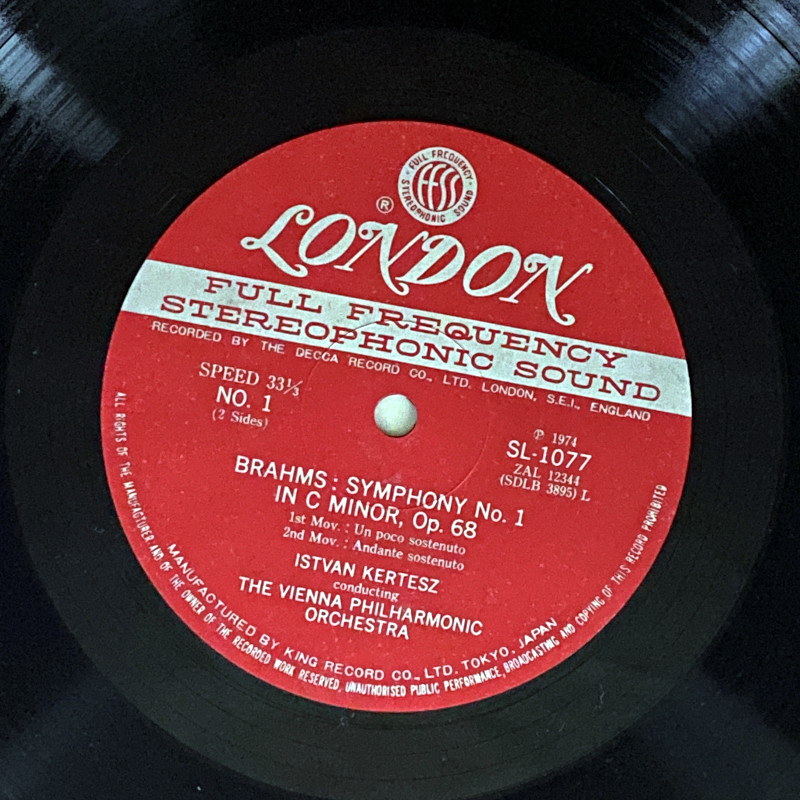 FULL FREQUENCY
ffss
STEREOPHONIC SOUND
®
LONDON
FULL FREQUENCY
STEREOPHONIC SOUND
RECORDED BY THE DECCA RECORD CO., LTD. LONDON, S.E.I., ENGLAND
SPEED 33⅓
NO. 1
(2 Sides)
℗ 1974
SL-1077
ZAL 12344
(SDLB 3895) L
BRAHMS : SYMPHONY No. 1
IN C MINOR, Op. 68
1st Mov. : Un poco sostenuto
2nd Mov. : Andante sostenuto
ISTVAN KERTESZ
conducting
THE VIENNA PHILHARMONIC
ORCHESTRA
MANUFACTURED BY KING RECORD CO., LTD. TOKYO, JAPAN
ALL RIGHTS OF THE MANUFACTURER AND OF THE OWNER OF THE RECORDED WORK RESERVED, UNAUTHORISED PUBLIC PERFORMANCE, BROADCASTING AND COPYING OF THIS RECORD PROHIBITED